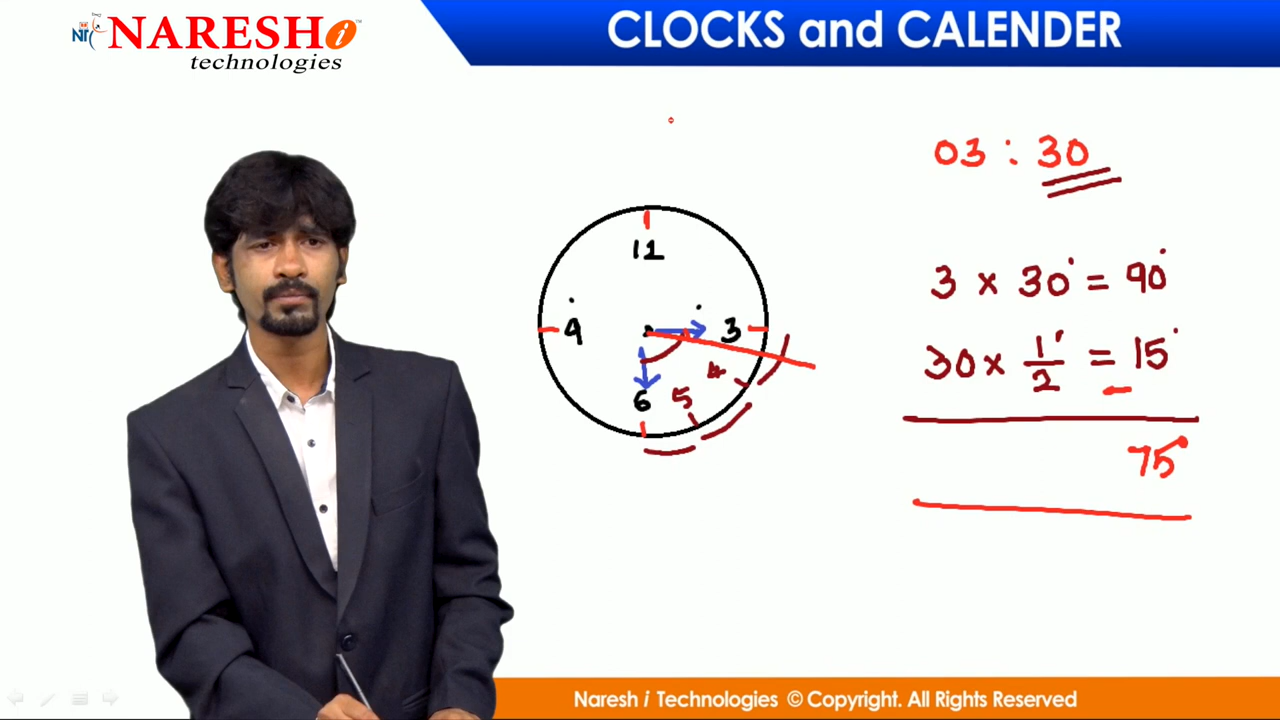 NT
NARESH i
technologies
CLOCKS and CALENDER
03 : 30
3 x 30° = 90°
30 x 1°/2 = 15°
75°
12
9
3
4
5
6
Naresh i Technologies © Copyright. All Rights Reserved